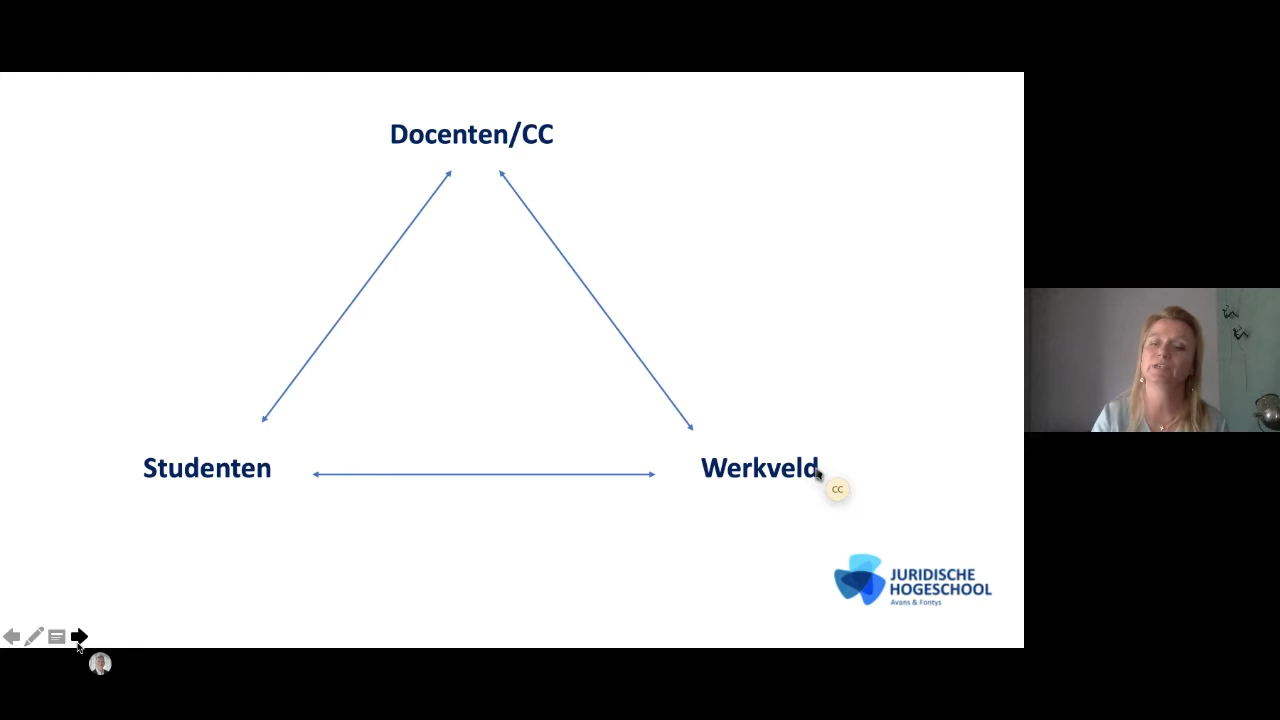 Docenten/CC
Studenten
Werkveld
CC
JURIDISCHE
HOGESCHOOL
Avans & Fontys